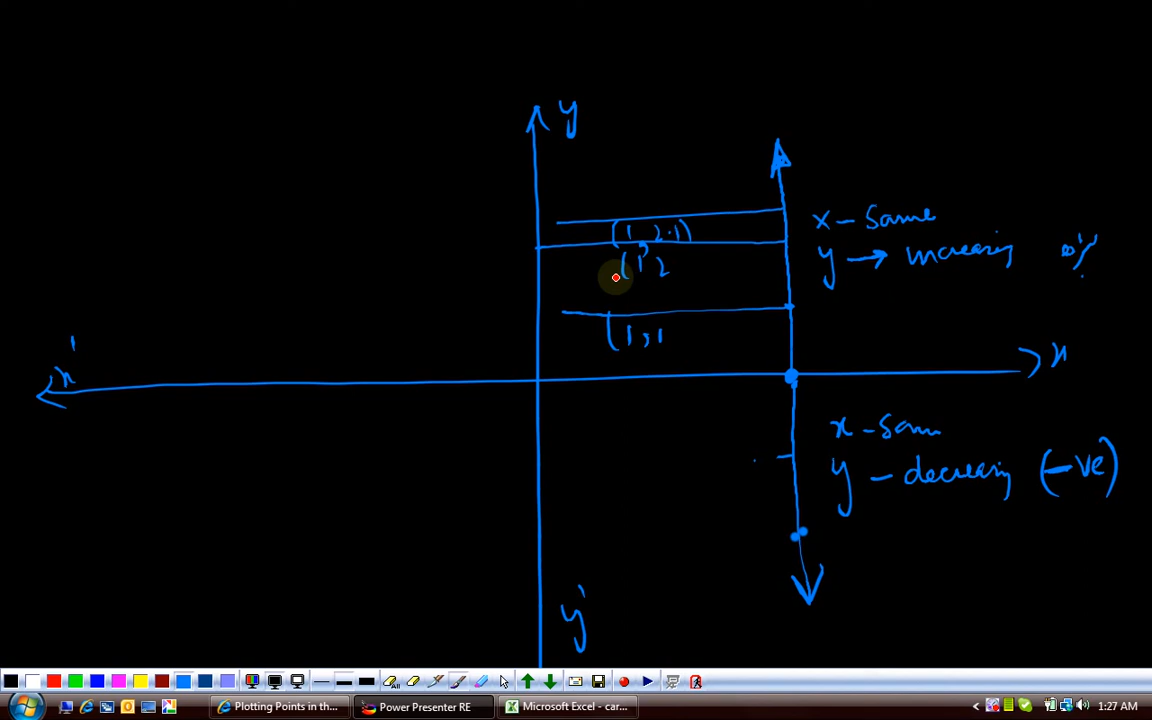 y
x - Same
(1, 2.1)
y → increasing
(1, 2
(1, 1
x'
x
x - Sam
y - decreasing (-ve)
y'
Plotting Points in th...
Power Presenter RE
Microsoft Excel - car...
1:27 AM